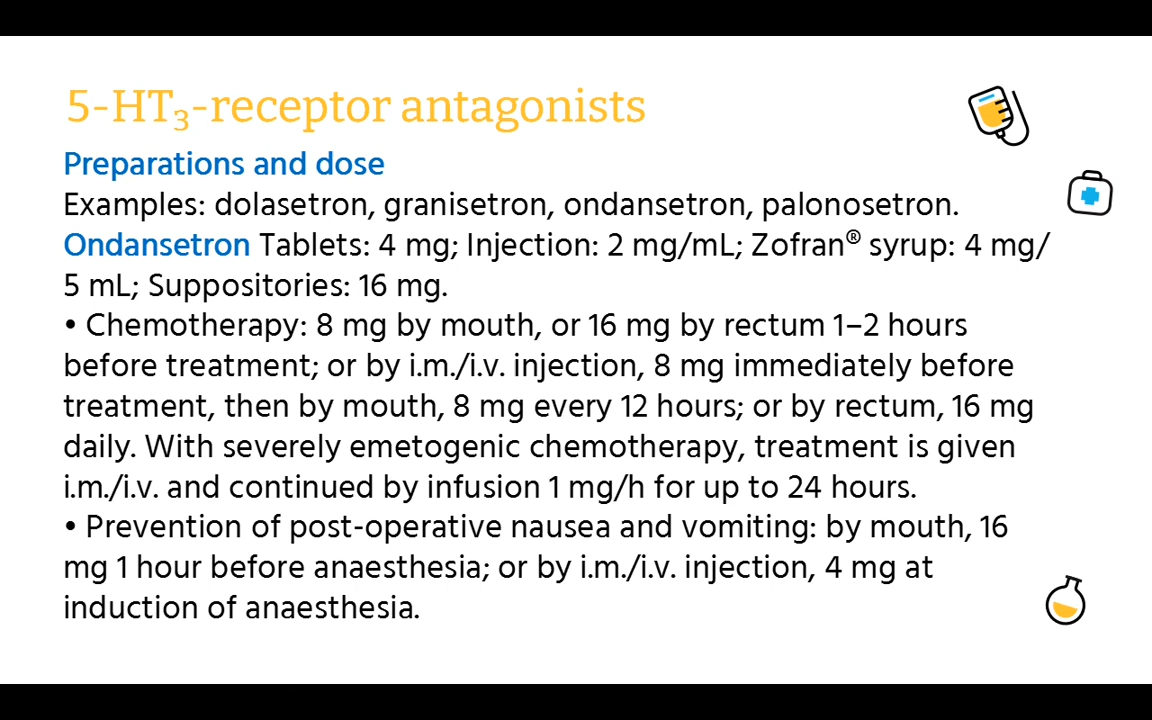 5-HT₃-receptor antagonists
Preparations and dose
Examples: dolasetron, granisetron, ondansetron, palonosetron.
Ondansetron Tablets: 4 mg; Injection: 2 mg/mL; Zofran® syrup: 4 mg/
5 mL; Suppositories: 16 mg.
• Chemotherapy: 8 mg by mouth, or 16 mg by rectum 1–2 hours
before treatment; or by i.m./i.v. injection, 8 mg immediately before
treatment, then by mouth, 8 mg every 12 hours; or by rectum, 16 mg
daily. With severely emetogenic chemotherapy, treatment is given
i.m./i.v. and continued by infusion 1 mg/h for up to 24 hours.
• Prevention of post-operative nausea and vomiting: by mouth, 16
mg 1 hour before anaesthesia; or by i.m./i.v. injection, 4 mg at
induction of anaesthesia.